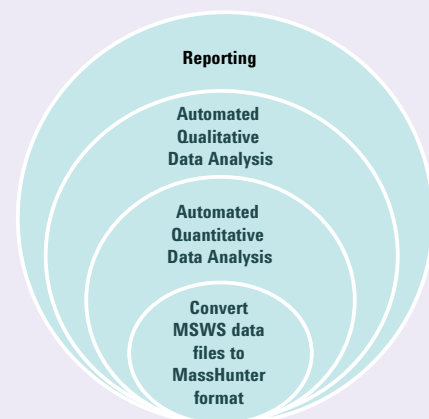 Reporting
Automated
Qualitative
Data Analysis
Automated
Quantitative
Data Analysis
Convert
MSWS data
files to
MassHunter
format